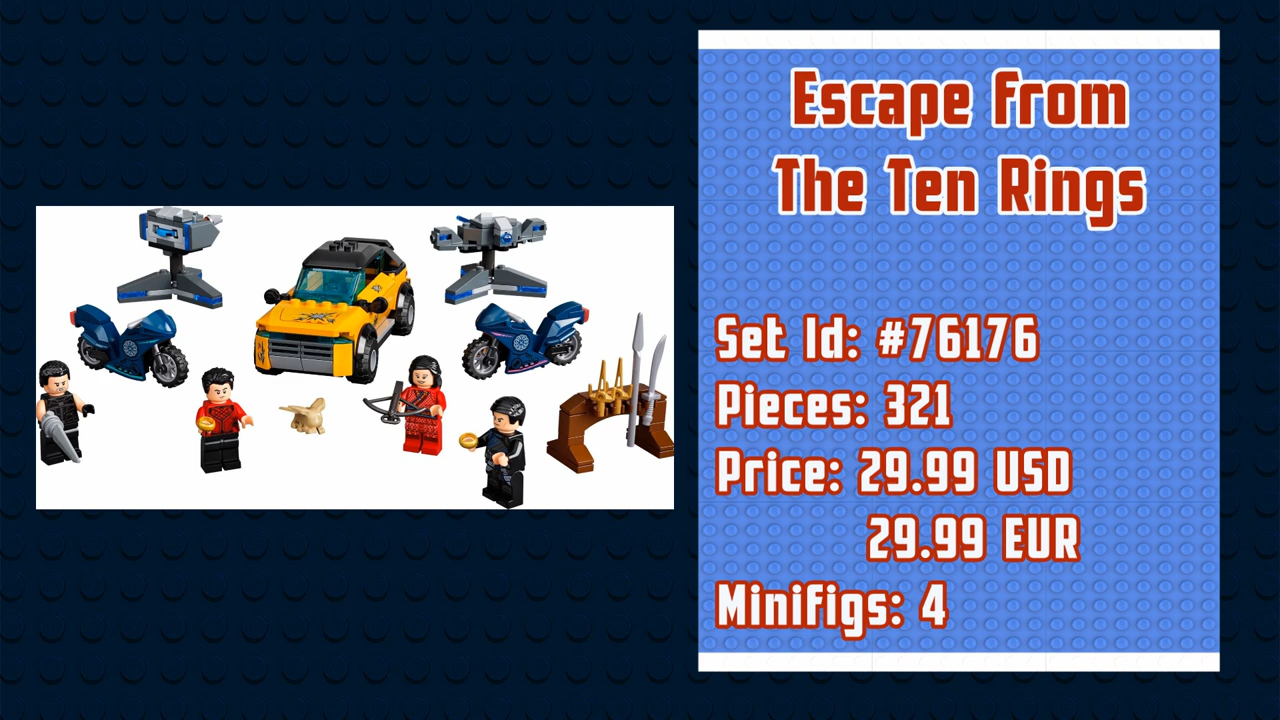 Escape from
The Ten Rings
Set Id: #76176
Pieces: 321
Price: 29.99 USD
29.99 EUR
Minifigs: 4